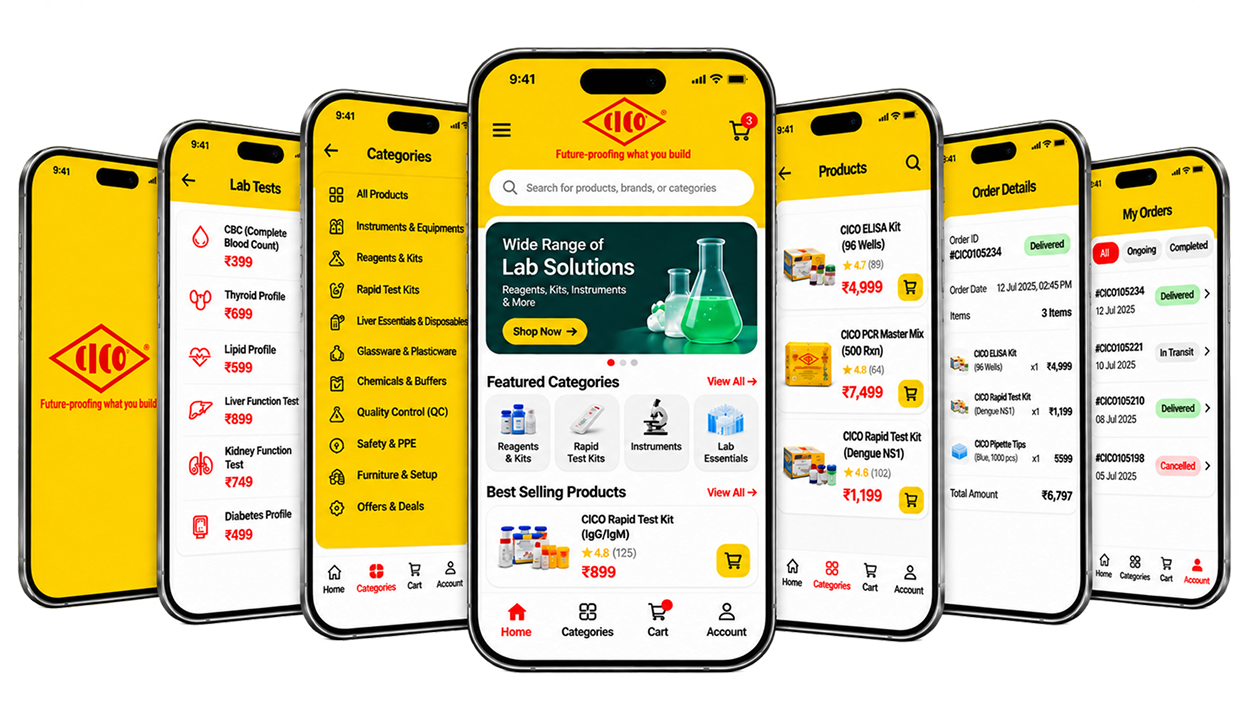 9:41
CICO
®
Future-proofing what you build
9:41
Lab Tests
CBC (Complete
Blood Count)
₹399
Thyroid Profile
₹699
Lipid Profile
₹599
Liver Function Test
₹899
Kidney Function
Test
₹749
Diabetes Profile
₹499
9:41
Categories
All Products
Instruments & Equipments
Reagents & Kits
Rapid Test Kits
Liver Essentials & Disposables
Glassware & Plasticware
Chemicals & Buffers
Quality Control (QC)
Safety & PPE
Furniture & Setup
Offers & Deals
Home
Categories
Cart
Account
9:41
CICO
®
3
Future-proofing what you build
Search for products, brands, or categories
Wide Range of
Lab Solutions
Reagents, Kits, Instruments
& More
Shop Now →
Featured Categories
View All →
Reagents
& Kits
Rapid
Test Kits
Instruments
Lab
Essentials
Best Selling Products
View All →
CICO Rapid Test Kit
(IgG/IgM)
4.8 (125)
₹899
Home
Categories
Cart
Account
9:41
Products
CICO ELISA Kit
(96 Wells)
4.7 (89)
₹4,999
CICO PCR Master Mix
(500 Rxn)
4.8 (64)
₹7,499
CICO Rapid Test Kit
(Dengue NS1)
4.6 (102)
₹1,199
Home
Categories
Cart
Account
9:41
Order Details
Order ID
#CICO105234
Delivered
Order Date 12 Jul 2025, 02:45 PM
Items 3 Items
CICO ELISA Kit
(96 Wells) x1 ₹4,999
CICO Rapid Test Kit
(Dengue NS1) x1 ₹1,199
CICO Pipette Tips
(Blue, 1000 pcs) x1 5599
Total Amount ₹6,797
:41
My Orders
All
Ongoing
Completed
#CICO105234
Delivered
12 Jul 2025
#CICO105221
In Transit
10 Jul 2025
#CICO105210
Delivered
08 Jul 2025
#CICO105198
Cancelled
05 Jul 2025
Home
Categories
Cart
Account